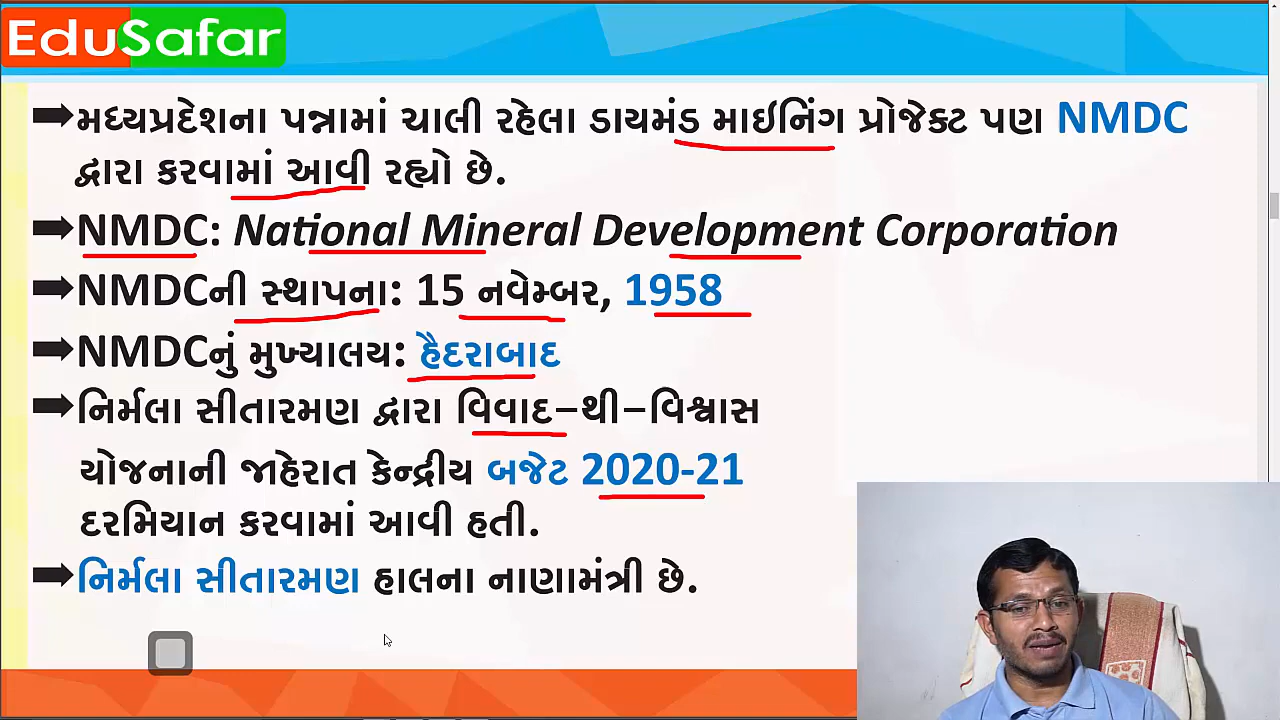 EduSafar
➡મધ્યપ્રદેશના પન્નામાં ચાલી રહેલા ડાયમંડ માઇનિંગ પ્રોજેક્ટ પણ NMDC
દ્વારા કરવામાં આવી રહ્યો છે.
➡NMDC: National Mineral Development Corporation
➡NMDCની સ્થાપના: 15 નવેમ્બર, 1958
➡NMDCનું મુખ્યાલય: હૈદરાબાદ
➡નિર્મલા સીતારમણ દ્વારા વિવાદ–થી–વિશ્વાસ
યોજનાની જાહેરાત કેન્દ્રીય બજેટ 2020-21
દરમિયાન કરવામાં આવી હતી.
➡નિર્મલા સીતારમણ હાલના નાણામંત્રી છે.